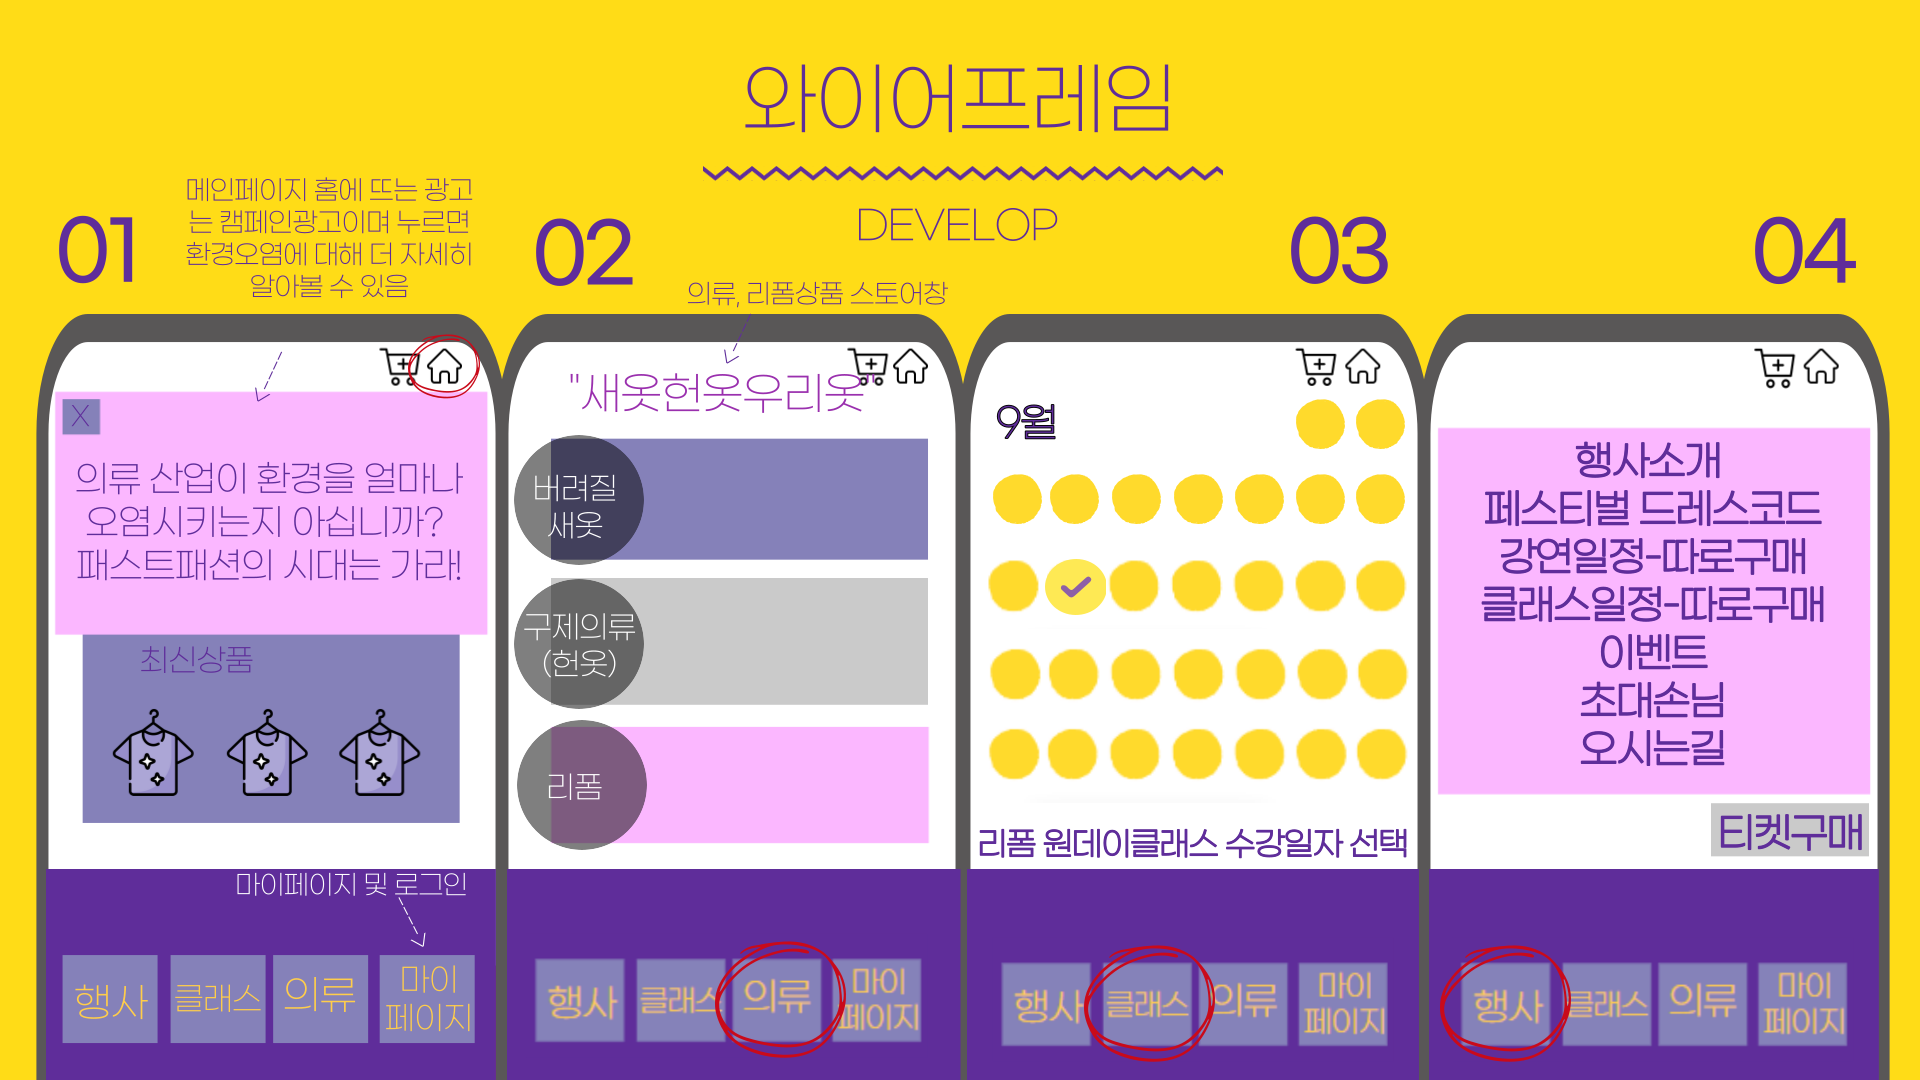 와이어프레임
DEVELOP
01
메인페이지 홈에 뜨는 광고
는 캠페인광고이며 누르면
환경오염에 대해 더 자세히
알아볼 수 있음
X
의류 산업이 환경을 얼마나
오염시키는지 아십니까?
패스트패션의 시대는 가라!
최신상품
마이페이지 및 로그인
행사
클래스
의류
마이
페이지
02
의류, 리폼상품 스토어창
"새옷헌옷우리옷"
버려질
새옷
구제의류
(헌옷)
리폼
행사
클래스
의류
마이
페이지
03
9월
리폼 원데이클래스 수강일자 선택
행사
클래스
의류
마이
페이지
04
행사소개
페스티벌 드레스코드
강연일정-따로구매
클래스일정-따로구매
이벤트
초대손님
오시는길
티켓구매
행사
클래스
의류
마이
페이지